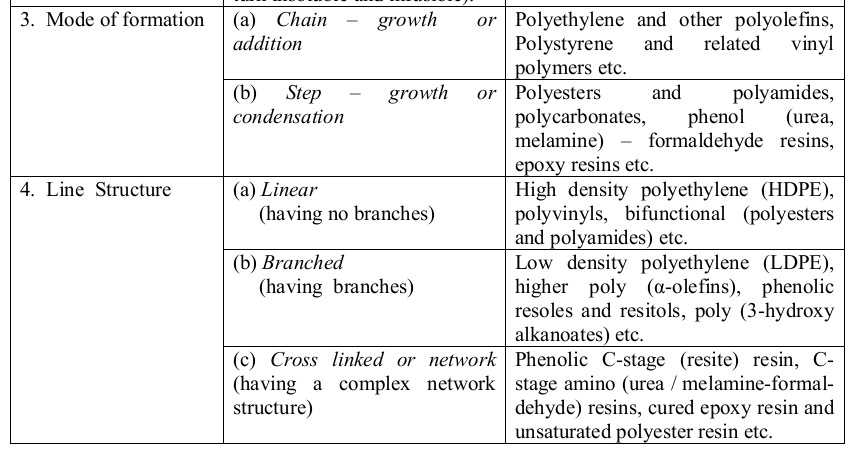 turn insoluble and infusible).
3. Mode of formation
(a) Chain – growth or
addition
Polyethylene and other polyolefins,
Polystyrene and related vinyl
polymers etc.
(b) Step – growth or
condensation
Polyesters and polyamides,
polycarbonates, phenol (urea,
melamine) – formaldehyde resins,
epoxy resins etc.
4. Line Structure
(a) Linear
(having no branches)
High density polyethylene (HDPE),
polyvinyls, bifunctional (polyesters
and polyamides) etc.
(b) Branched
(having branches)
Low density polyethylene (LDPE),
higher poly (α-olefins), phenolic
resoles and resitols, poly (3-hydroxy
alkanoates) etc.
(c) Cross linked or network
(having a complex network
structure)
Phenolic C-stage (resite) resin, C-
stage amino (urea / melamine-formal-
dehyde) resins, cured epoxy resin and
unsaturated polyester resin etc.